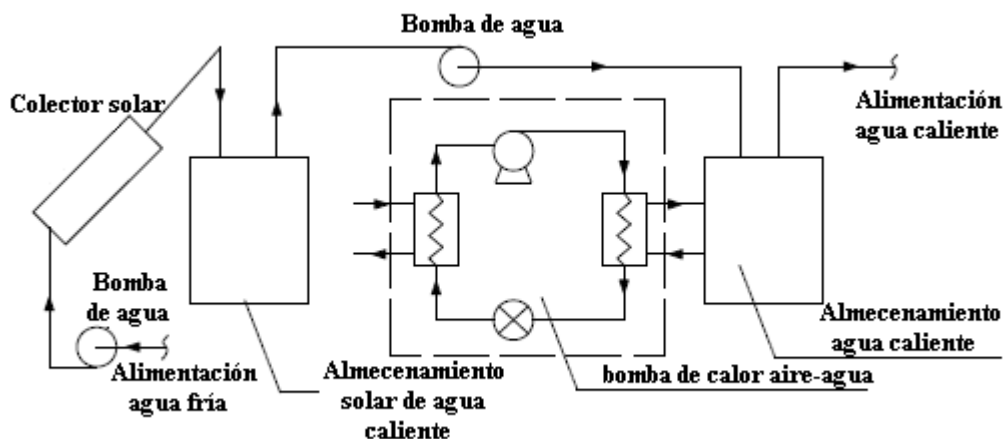 Bomba de agua
Colector solar
Alimentación
agua caliente
Bomba
de agua
Alimentación
agua fría
Almecenamiento
solar de agua
caliente
bomba de calor aire-agua
Almecenamiento
agua caliente